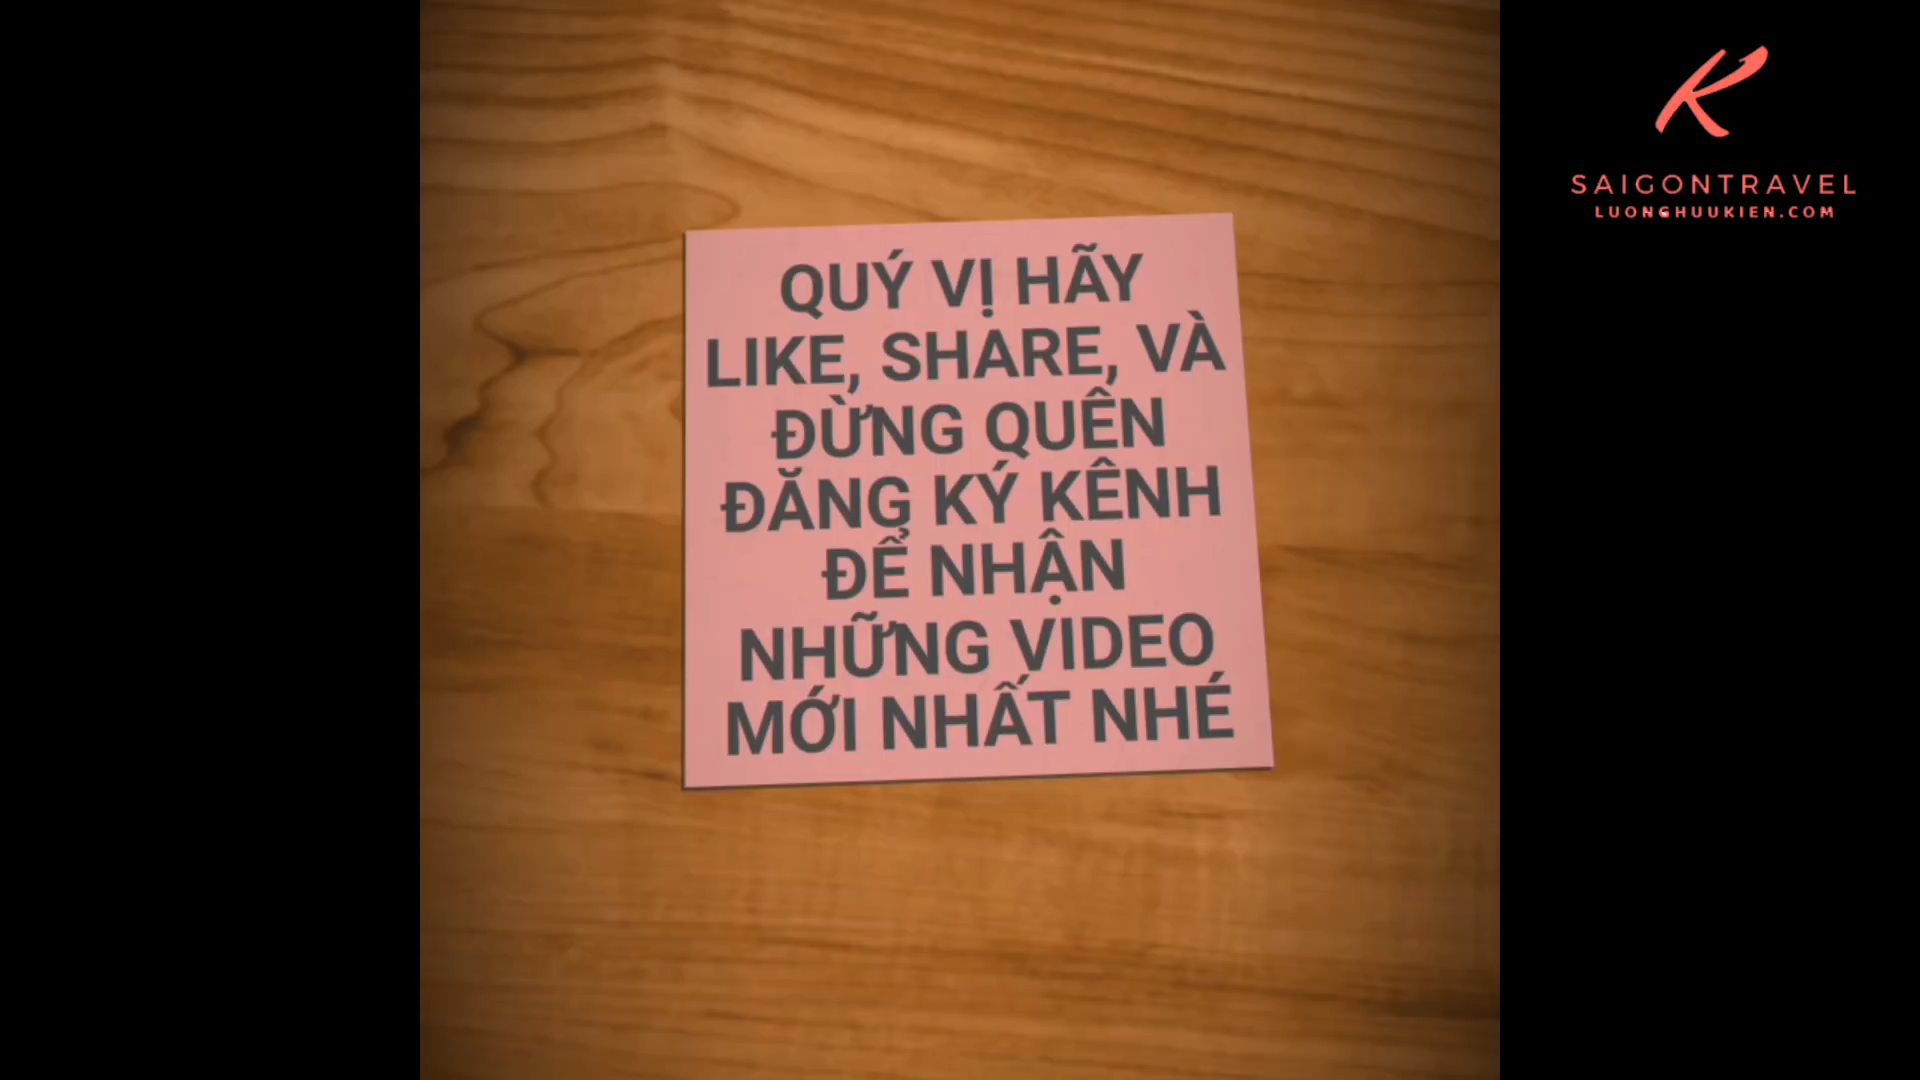 QUÝ VỊ HÃY
LIKE, SHARE, VÀ
ĐỪNG QUÊN
ĐĂNG KÝ KÊNH
ĐỂ NHẬN
NHỮNG VIDEO
MỚI NHẤT NHÉ
K
SAIGONTRAVEL
LUONGHUUKIEN.COM